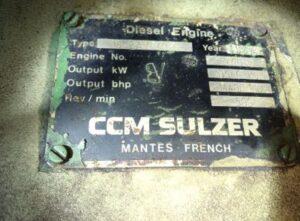 Diesel Engine
Type Year
Engine No.
Output kW
Output bhp
Rev / min
CCM SULZER
MANTES FRENCH